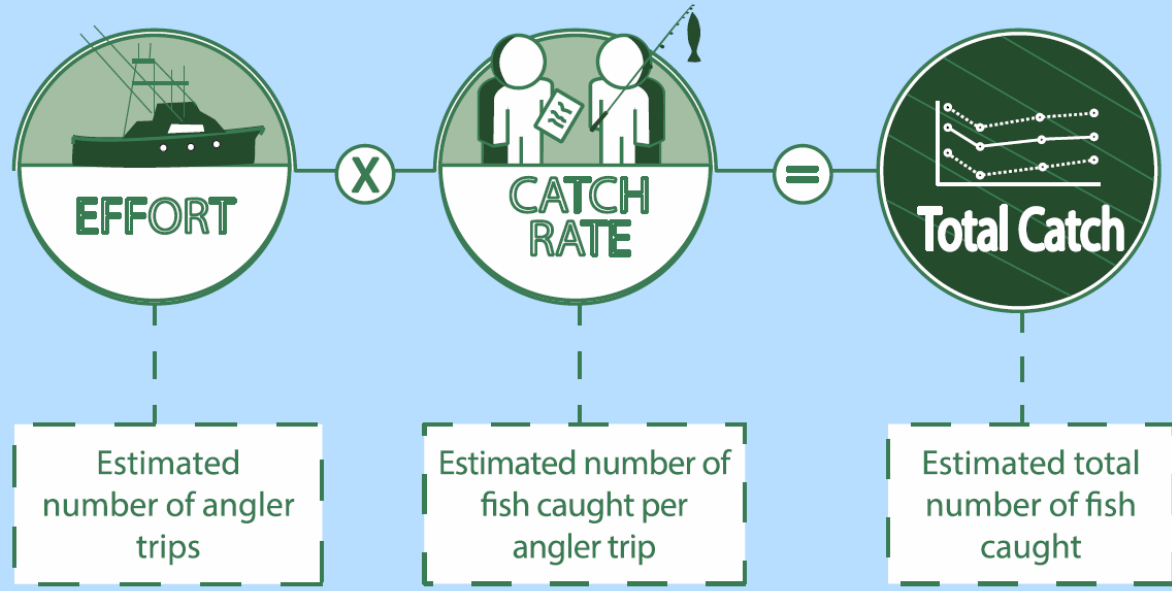 EFFORT
X
CATCH
RATE
=
Total Catch
Estimated
number of angler
trips
Estimated number of
fish caught per
angler trip
Estimated total
number of fish
caught